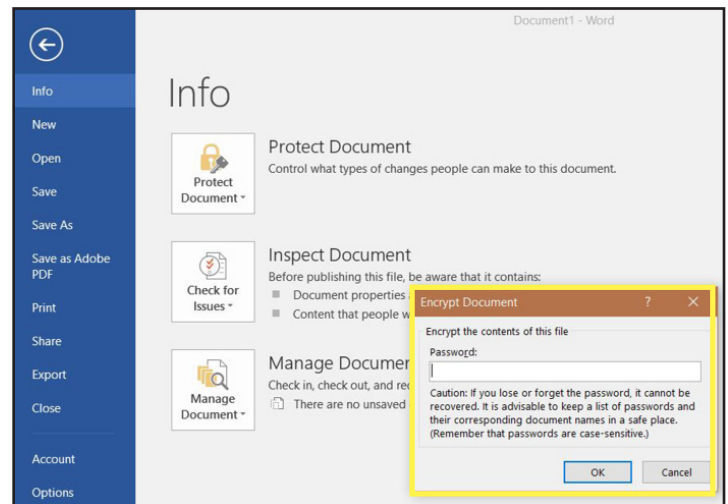 Document1 - Word
Info
New
Open
Save
Save As
Save as Adobe
PDF
Print
Share
Export
Close
Account
Options
Info
Protect
Document
Protect Document
Control what types of changes people can make to this document.
Check for
Issues
Inspect Document
Before publishing this file, be aware that it contains:
Document properties
Content that people
Manage
Document
Manage
Check in, check out, and
There are no unsaved
Encrypt Document ? ×
Encrypt the contents of this file
Password:
Caution: If you lose or forget the password, it cannot be
recovered. It is advisable to keep a list of passwords and
their corresponding document names in a safe place.
(Remember that passwords are case-sensitive.)
OK Cancel